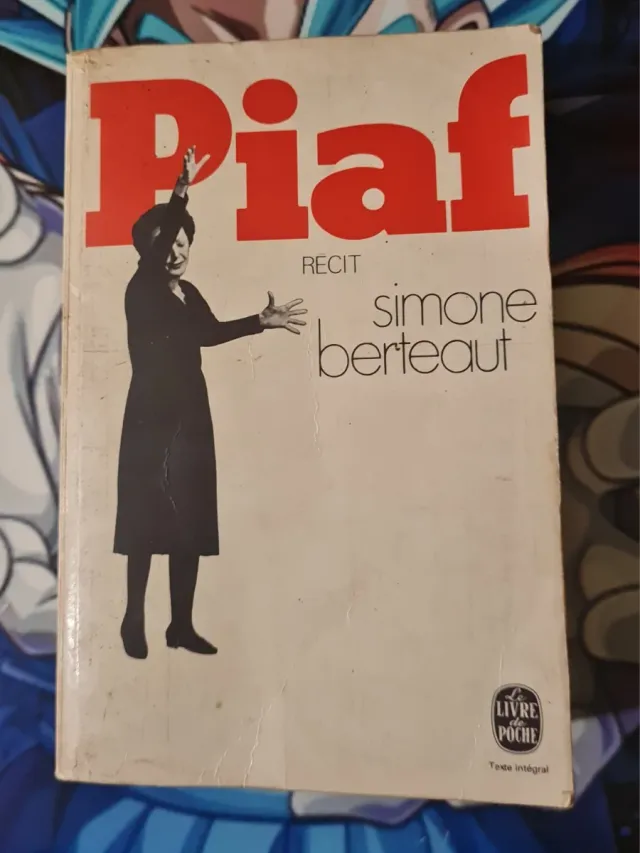 Piaf
RECIT
simone
berteaut
Le
LIVRE
de
POCHE
Texte intégral